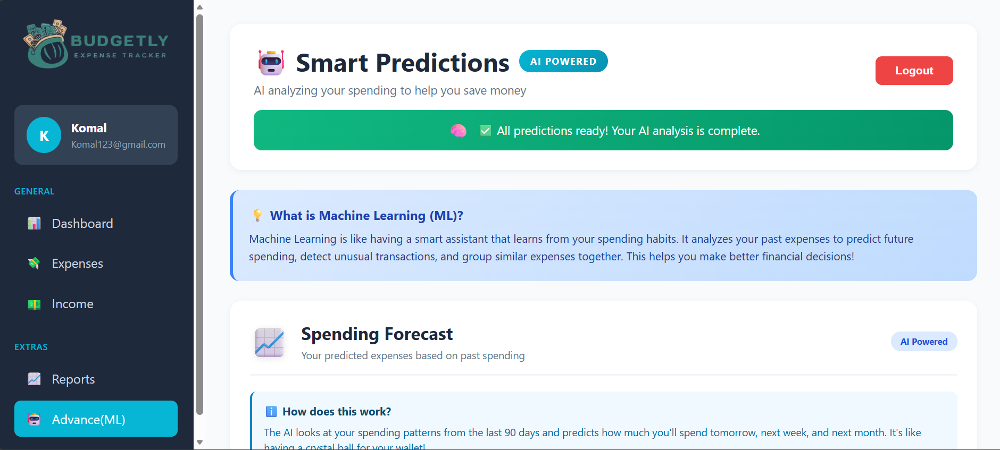 BUDGETLY
EXPENSE TRACKER
K
Komal
Komal123@gmail.com
GENERAL
Dashboard
Expenses
Income
EXTRAS
Reports
Advance(ML)
Smart Predictions
AI POWERED
Logout
AI analyzing your spending to help you save money
All predictions ready! Your AI analysis is complete.
What is Machine Learning (ML)?
Machine Learning is like having a smart assistant that learns from your spending habits. It analyzes your past expenses to predict future
spending, detect unusual transactions, and group similar expenses together. This helps you make better financial decisions!
Spending Forecast
Your predicted expenses based on past spending
AI Powered
How does this work?
The AI looks at your spending patterns from the last 90 days and predicts how much you'll spend tomorrow, next week, and next month. It's like
having a crystal ball for your wallet!